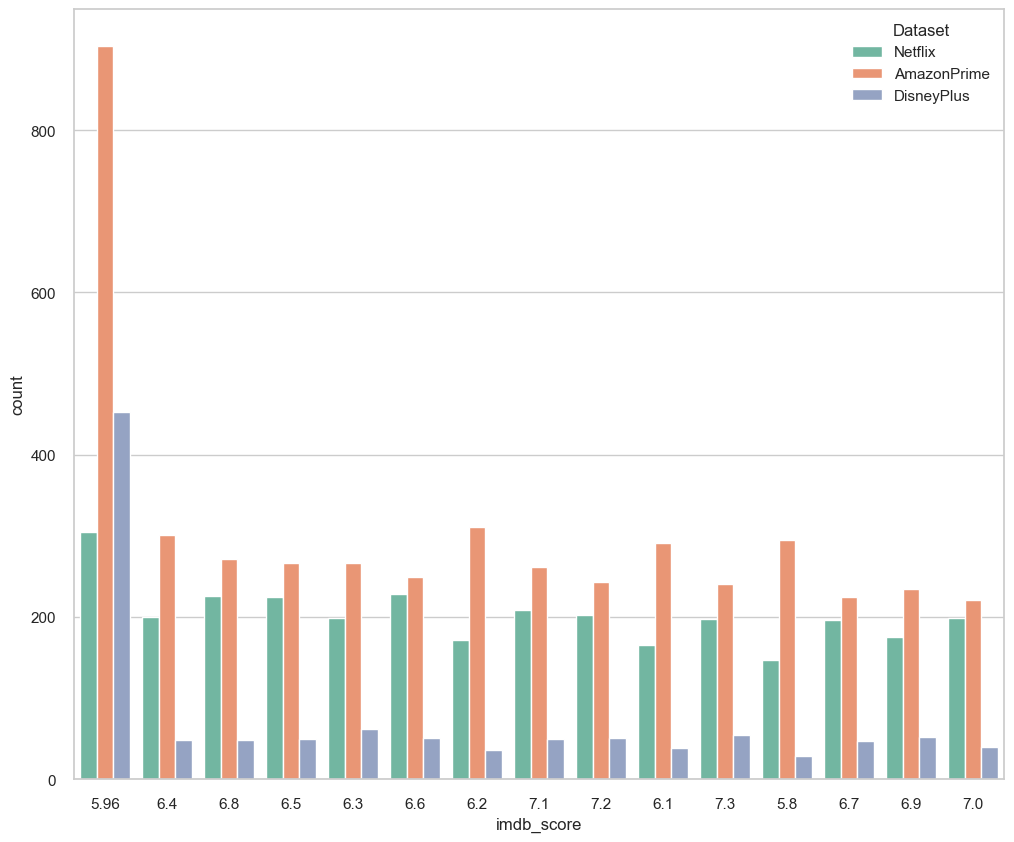 Dataset
Netflix
AmazonPrime
DisneyPlus
800
600
400
200
0
count
5.96 6.4 6.8 6.5 6.3 6.6 6.2 7.1 7.2 6.1 7.3 5.8 6.7 6.9 7.0
imdb_score